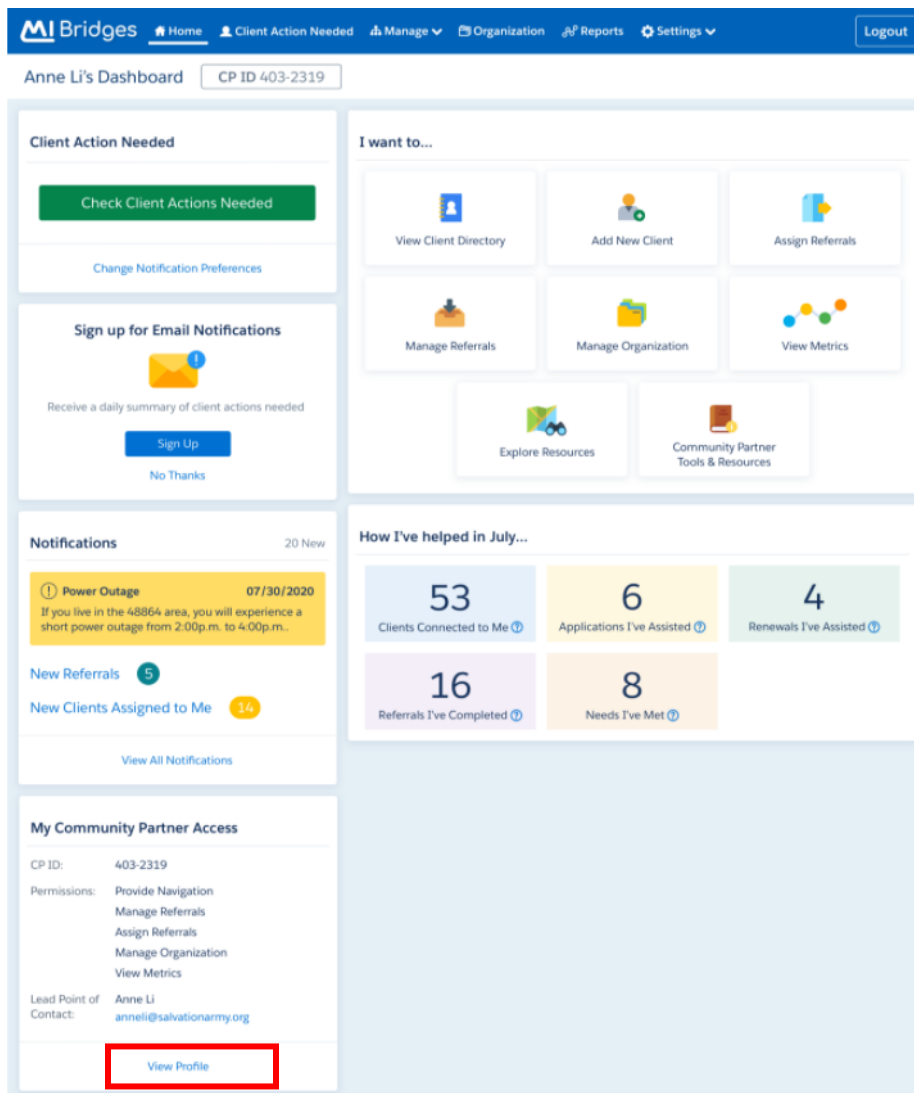 MI Bridges Home Client Action Needed Manage Organization Reports Settings Logout
Anne Li's Dashboard CP ID 403-2319
Client Action Needed
Check Client Actions Needed
Change Notification Preferences
Sign up for Email Notifications
!
Receive a daily summary of client actions needed
Sign Up
No Thanks
Notifications 20 New
! Power Outage 07/30/2020
If you live in the 48864 area, you will experience a
short power outage from 2:00p.m. to 4:00p.m..
New Referrals 5
New Clients Assigned to Me 14
View All Notifications
My Community Partner Access
CP ID: 403-2319
Permissions: Provide Navigation
Manage Referrals
Assign Referrals
Manage Organization
View Metrics
Lead Point of Anne Li
Contact: anneli@salvationarmy.org
View Profile
I want to...
View Client Directory Add New Client Assign Referrals
Manage Referrals Manage Organization View Metrics
Explore Resources Community Partner
Tools & Resources
How I've helped in July...
53 6 4
Clients Connected to Me ? Applications I've Assisted ? Renewals I've Assisted ?
16 8
Referrals I've Completed ? Needs I've Met ?